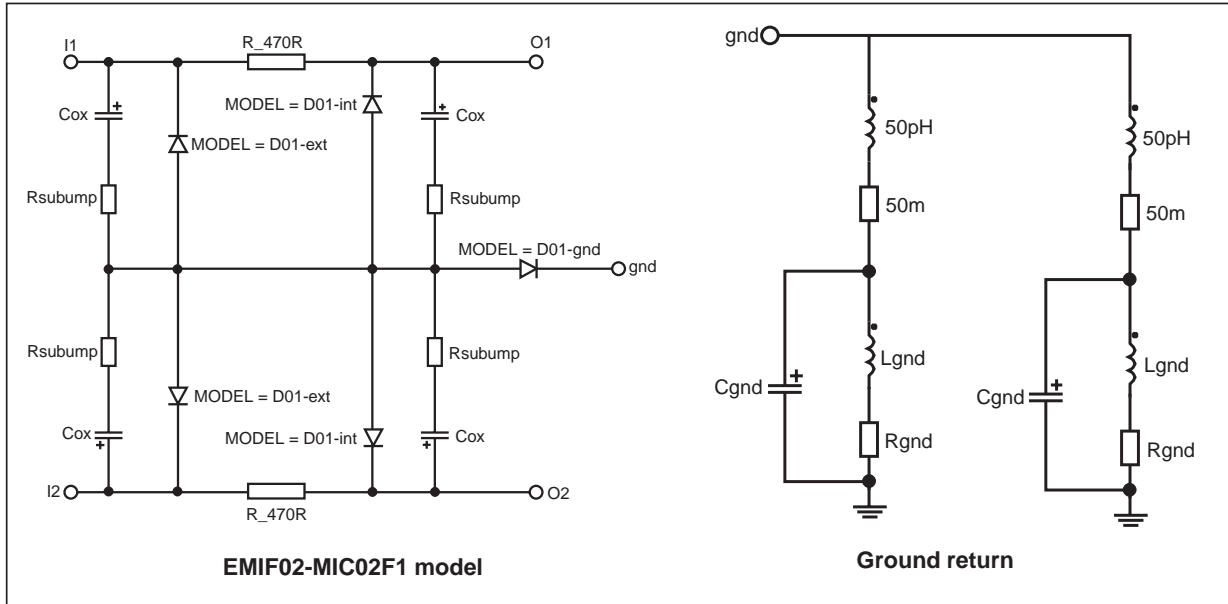 I1
R_470R
O1
Cox
MODEL = D01-int
Cox
MODEL = D01-ext
Rsubump
Rsubump
MODEL = D01-gnd
gnd
Rsubump
Rsubump
MODEL = D01-ext
Cox
MODEL = D01-int
Cox
I2
R_470R
O2
EMIF02-MIC02F1 model
gnd
50pH
50pH
50m
50m
Lgnd
Lgnd
Cgnd
Cgnd
Rgnd
Rgnd
Ground return